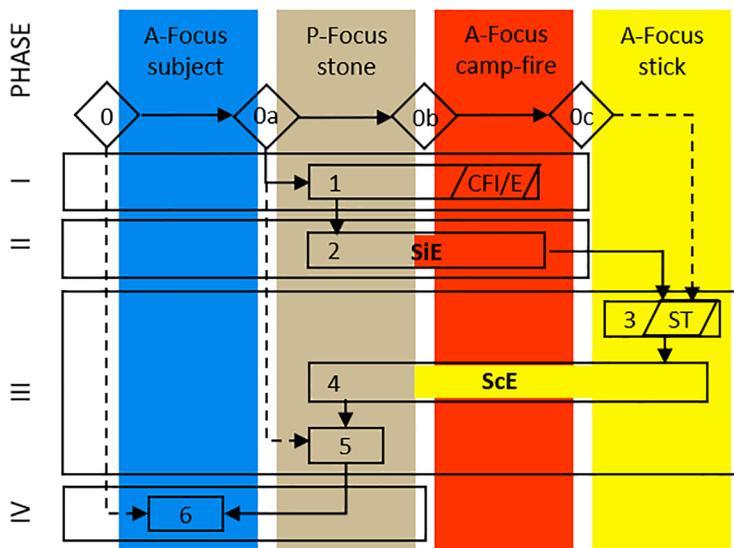 PHASE
A-Focus
subject
P-Focus
stone
A-Focus
camp-fire
A-Focus
stick
0
0a
0b
0c
I
1
CFI/E
II
2
SiE
3
ST
III
4
ScE
5
IV
6